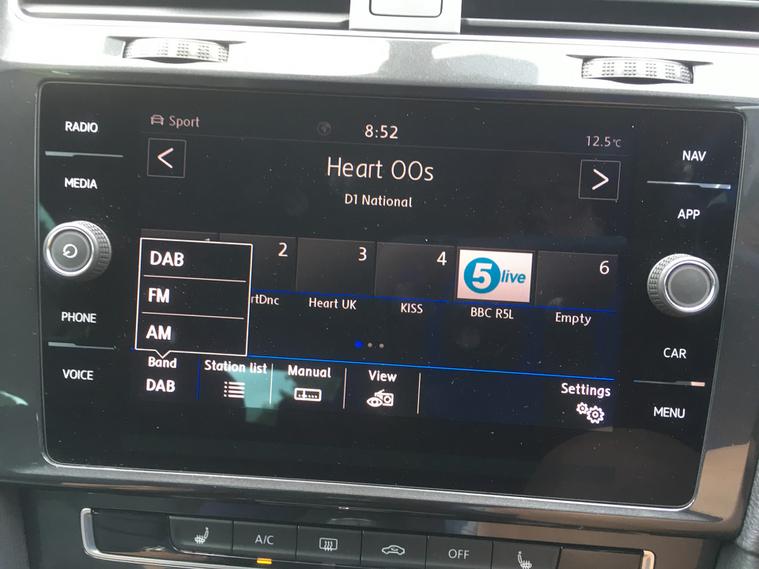 RADIO
MEDIA
PHONE
VOICE
Sport
8:52
12.5°C
Heart 00s
D1 National
2
3
4
5 live
6
rtDnc
Heart UK
KISS
BBC R5L
Empty
DAB
FM
AM
Band
DAB
Station list
Manual
View
Settings
NAV
APP
CAR
MENU
A/C
OFF